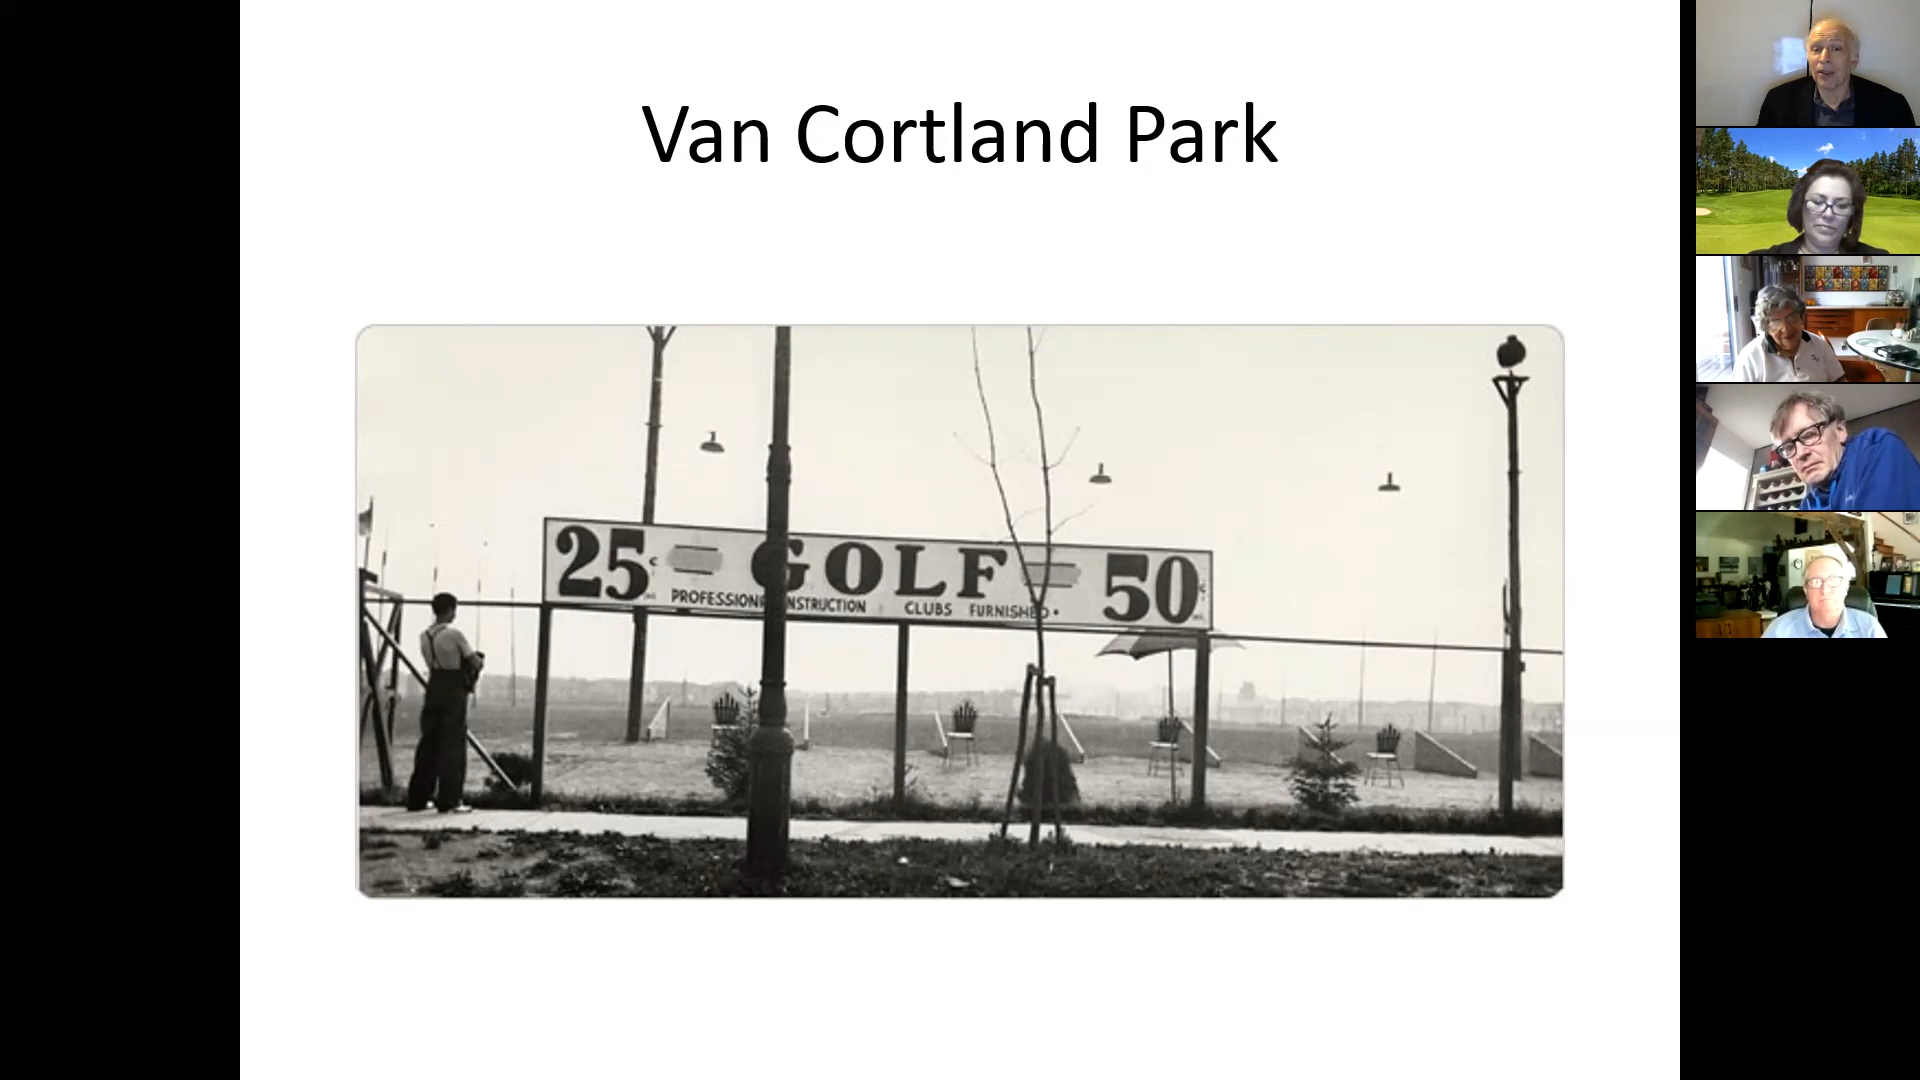 Van Cortland Park
25¢ GOLF 50¢
PROFESSIONAL INSTRUCTION CLUBS FURNISHED